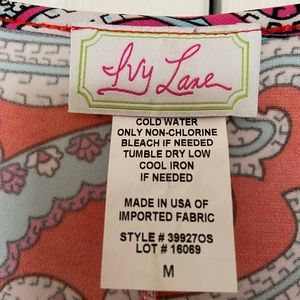 Ivy Lane
COLD WATER
ONLY NON-CHLORINE
BLEACH IF NEEDED
TUMBLE DRY LOW
COOL IRON
IF NEEDED
MADE IN USA OF
IMPORTED FABRIC
STYLE # 39927OS
LOT # 16069
M